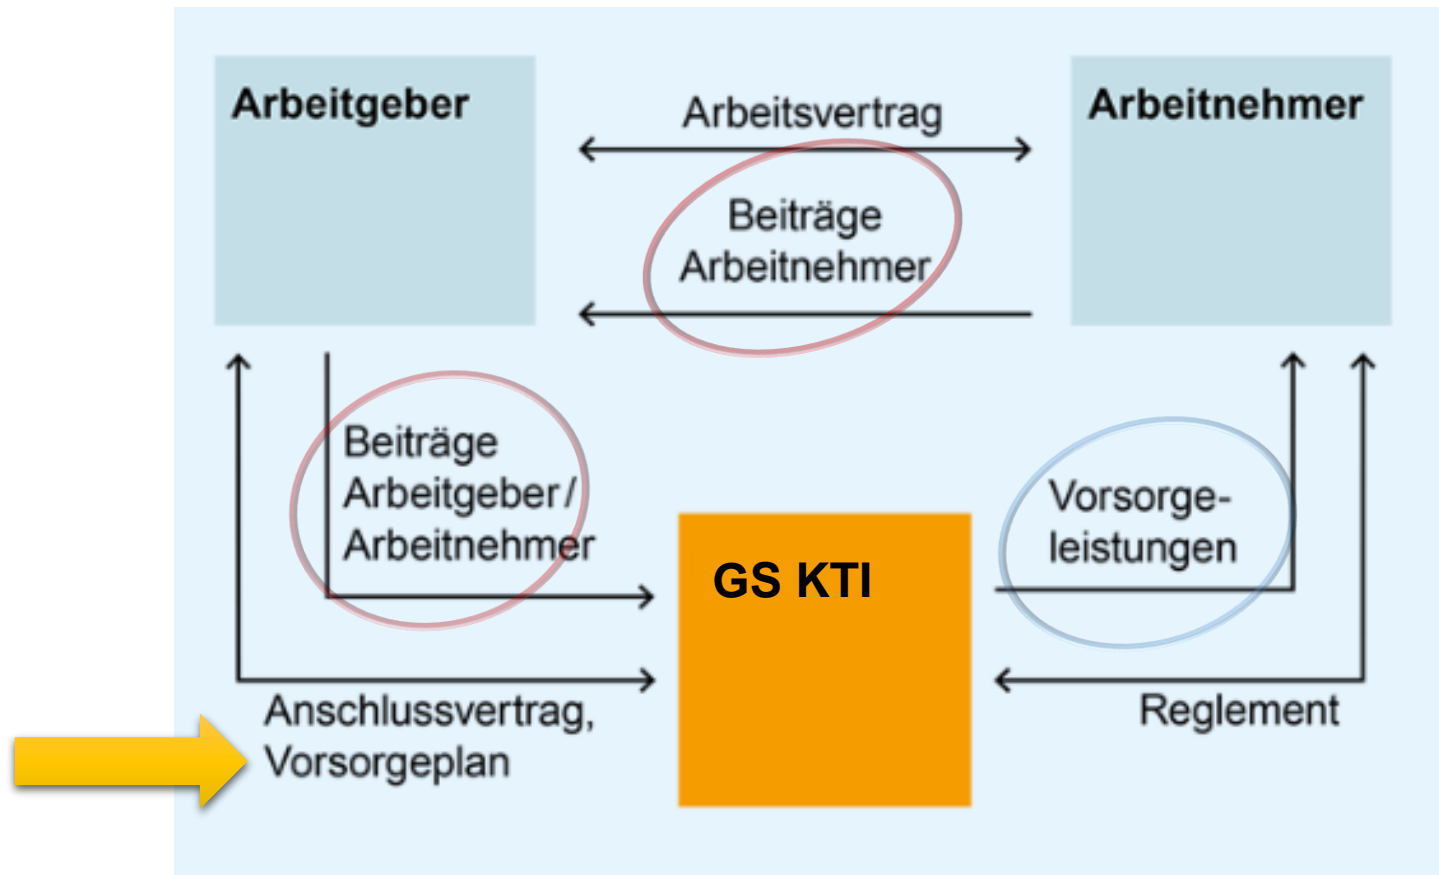 Arbeitgeber
Arbeitsvertrag
Arbeitnehmer
Beiträge
Arbeitnehmer
Beiträge
Arbeitgeber/
Arbeitnehmer
Vorsorge-
leistungen
GS KTI
Anschlussvertrag,
Vorsorgeplan
Reglement